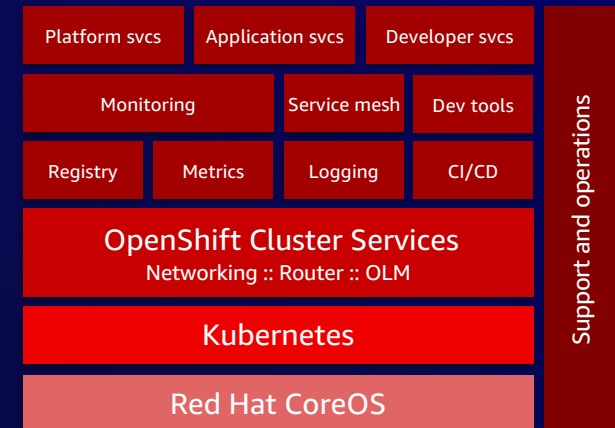 Platform svcs
Application svcs
Developer svcs
Monitoring
Service mesh
Dev tools
Registry
Metrics
Logging
CI/CD
OpenShift Cluster Services
Networking :: Router :: OLM
Kubernetes
Red Hat CoreOS
Support and operations